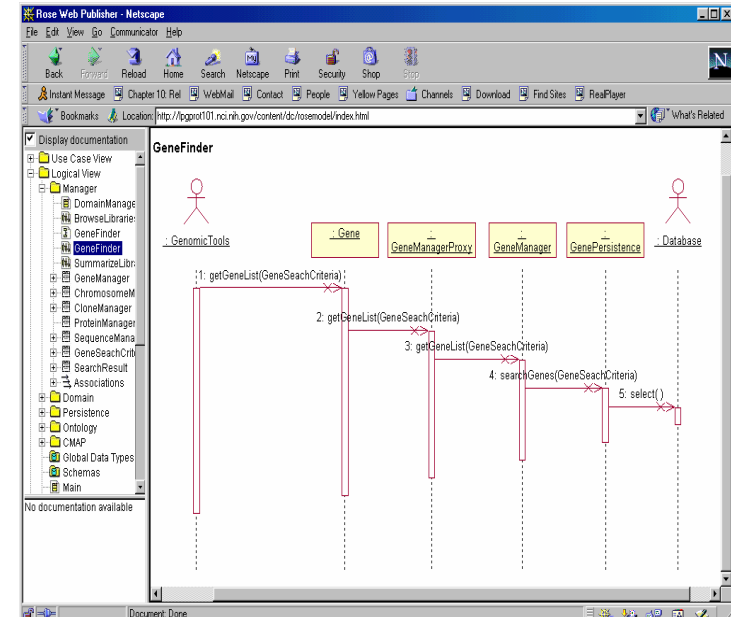 Rose Web Publisher - Netscape
File Edit View Go Communicator Help
Back Forward Reload Home Search Netscape Print Security Shop Stop
Instant Message Chapter 10: Rel WebMail Contact People Yellow Pages Channels Download Find Sites RealPlayer
Bookmarks Location: http://lpgprot101.nci.nih.gov/content/dc/rosemodel/index.html What's Related
Display documentation
Use Case View
Logical View
Manager
DomainManage
BrowseLibrarie
GeneFinder
GeneFinder
SummarizeLibr
GeneManager
ChromosomeM
CloneManager
ProteinManager
SequenceMana
GeneSeachCrit
SearchResult
Associations
Domain
Persistence
Ontology
CMAP
Global Data Types
Schemas
Main
No documentation available
GeneFinder
: GenomicTools
.: Gene
.:
GeneManagerProxy
.:
GeneManager
.:
GenePersistence
: Database
1: getGeneList(GeneSeachCriteria)
2: getGeneList(GeneSeachCriteria)
3: getGeneList(GeneSeachCriteria)
4: searchGenes(GeneSeachCriteria)
5: select( )
Document: Done